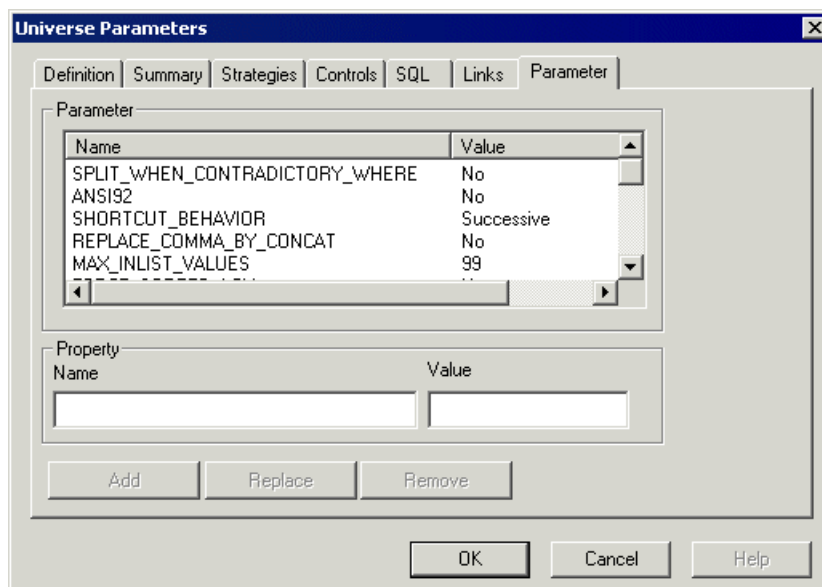 Universe Parameters
Definition Summary Strategies Controls SQL Links Parameter
Parameter
Name Value
SPLIT_WHEN_CONTRADICTORY_WHERE No
ANSI92 No
SHORTCUT_BEHAVIOR Successive
REPLACE_COMMA_BY_CONCAT No
MAX_INLIST_VALUES 99
Property
Name Value
Add Replace Remove
OK Cancel Help